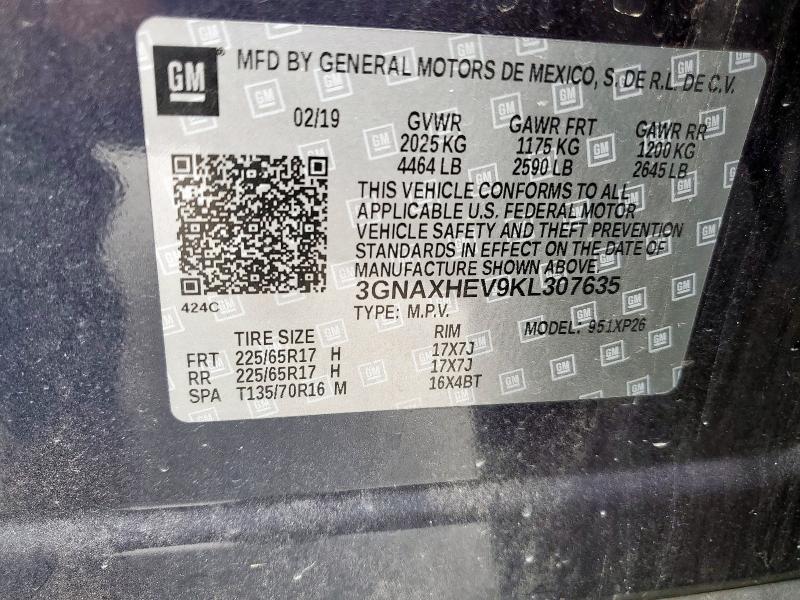 GM
MFD BY GENERAL MOTORS DE MEXICO, S. DE R.L. DE C.V.
02/19 GVWR GAWR FRT GAWR RR
2025 KG 1175 KG 1200 KG
4464 LB 2590 LB 2645 LB
THIS VEHICLE CONFORMS TO ALL
APPLICABLE U.S. FEDERAL MOTOR
VEHICLE SAFETY AND THEFT PREVENTION
STANDARDS IN EFFECT ON THE DATE OF
MANUFACTURE SHOWN ABOVE.
3GNAXHEV9KL307635
424C
TYPE: M.P.V. MODEL: 951XP26
TIRE SIZE RIM
FRT 225/65R17 H 17X7J
RR 225/65R17 H 17X7J
SPA T135/70R16 M 16X4BT